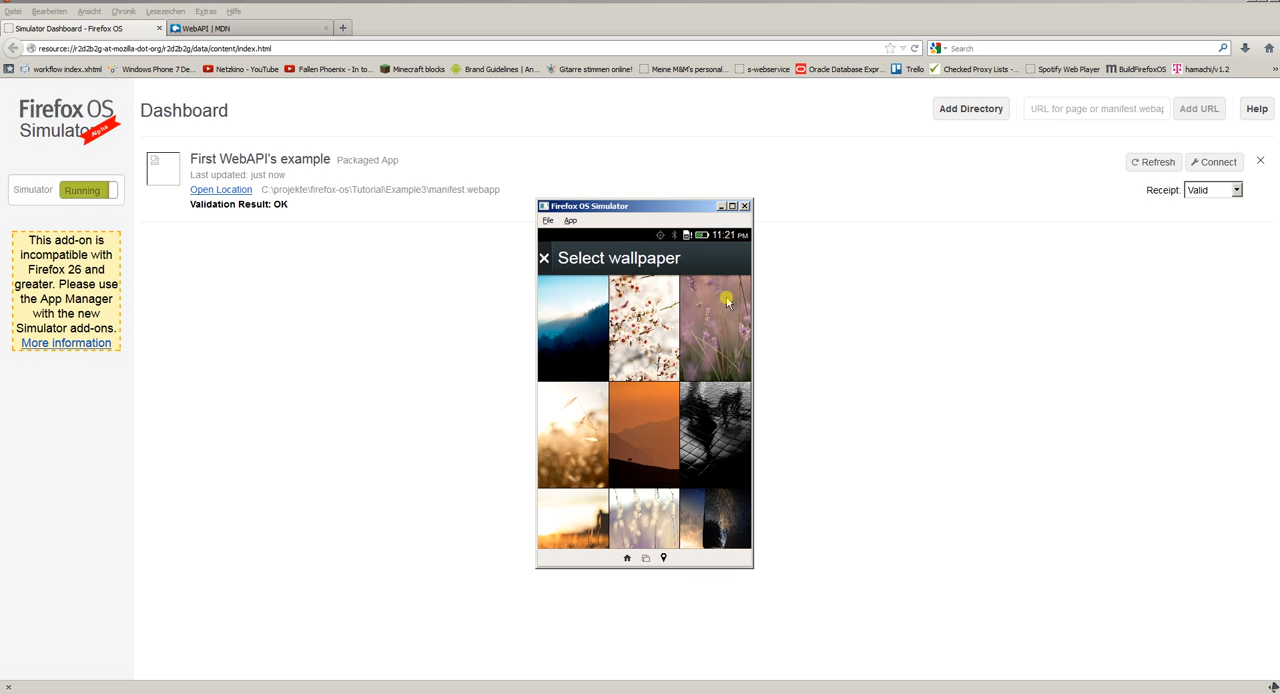 Datei Bearbeiten Ansicht Chronik Lesezeichen Extras Hilfe
Simulator Dashboard - Firefox OS
WebAPI | MDN
resource://r2d2b2g-at-mozilla-dot-org/r2d2b2g/data/content/index.html
Search
workflow index.xhtml
Windows Phone 7 De...
Netzkino - YouTube
Fallen Phoenix - In to...
Minecraft blocks
Brand Guidelines | An...
Gitarre stimmen online!
Meine M&M's personal...
s-webservice
Oracle Database Expr...
Trello
Checked Proxy Lists -...
Spotify Web Player
BuildFirefoxOS
hamachi/v1.2
Firefox OS
Simulator
Alpha
Dashboard
Add Directory
URL for page or manifest.webap
Add URL
Help
First WebAPI's example Packaged App
Last updated: just now
Open Location C:\projekte\firefox-os\Tutorial\Example3\manifest.webapp
Validation Result: OK
Refresh
Connect
Receipt: Valid
Simulator Running
This add-on is
incompatible with
Firefox 26 and
greater. Please use
the App Manager
with the new
Simulator add-ons.
More information
Firefox OS Simulator
File App
11:21 PM
Select wallpaper